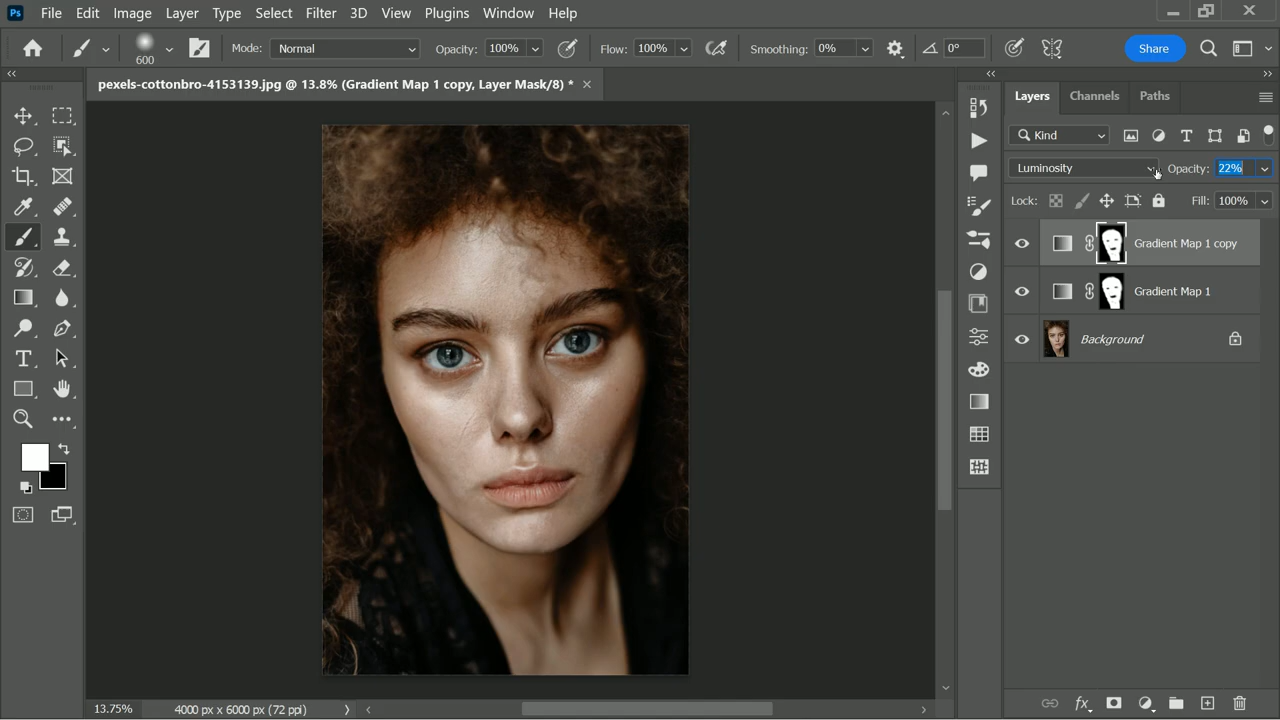 Ps File Edit Image Layer Type Select Filter 3D View Plugins Window Help
600 Mode: Normal Opacity: 100% Flow: 100% Smoothing: 0% 0° Share
pexels-cottonbro-4153139.jpg @ 13.8% (Gradient Map 1 copy, Layer Mask/8) *
Layers Channels Paths
Kind
Luminosity Opacity: 22%
Lock: Fill: 100%
Gradient Map 1 copy
Gradient Map 1
Background
13.75% 4000 px x 6000 px (72 ppi)